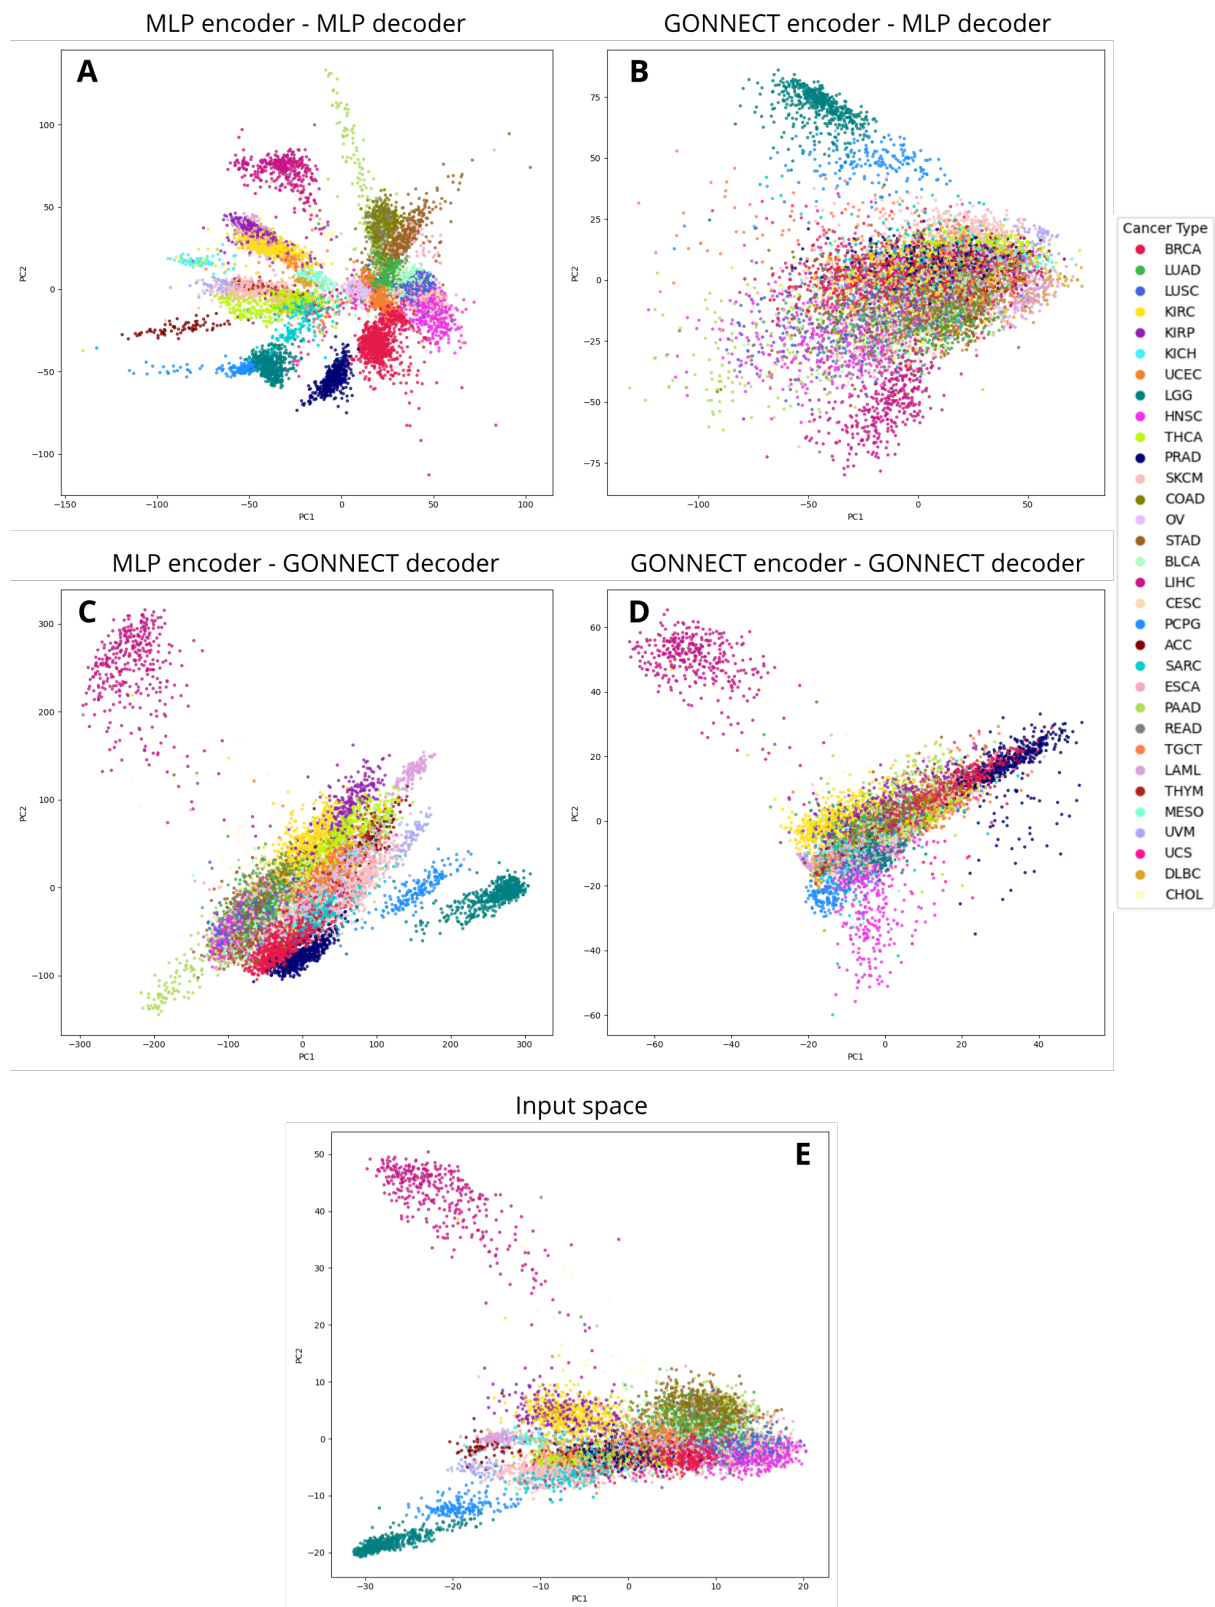 MLP encoder - MLP decoder
GONNECT encoder - MLP decoder
A
100
50
0
−50
−100
PC2
−150
−100
−50
0
50
100
PC1
B
75
50
25
0
−25
−50
−75
PC2
−100
−50
0
50
PC1
Cancer Type
BRCA
LUAD
LUSC
KIRC
KIRP
KICH
UCEC
LGG
HNSC
THCA
PRAD
SKCM
COAD
OV
STAD
BLCA
LIHC
CESC
PCPG
ACC
SARC
ESCA
PAAD
READ
TGCT
LAML
THYM
MESO
UVM
UCS
DLBC
CHOL
MLP encoder - GONNECT decoder
GONNECT encoder - GONNECT decoder
C
300
200
100
0
−100
PC2
−300
−200
−100
0
100
200
300
PC1
D
60
40
20
0
−20
−40
−60
PC2
−60
−40
−20
0
20
40
PC1
Input space
E
50
40
30
20
10
0
−10
−20
PC2
−30
−20
−10
0
10
20
PC1